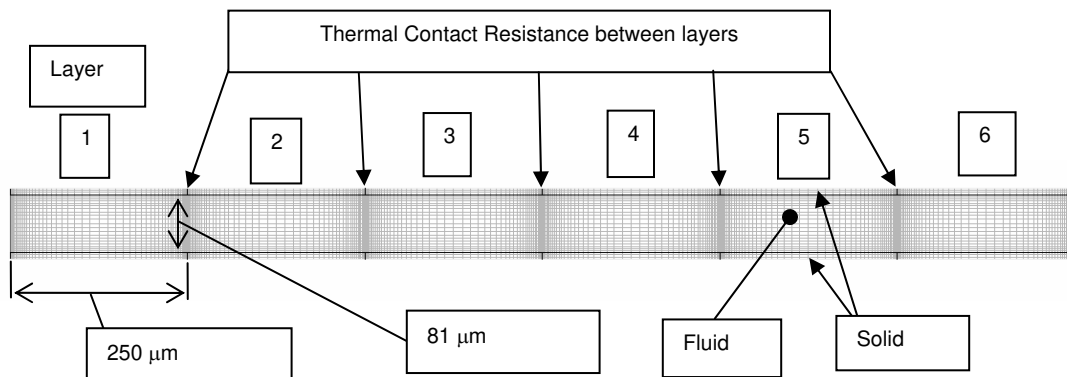 Thermal Contact Resistance between layers
Layer
1
2
3
4
5
6
250 μm
81 μm
Fluid
Solid